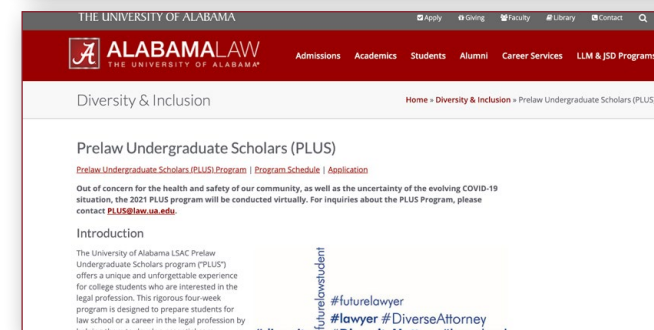 THE UNIVERSITY OF ALABAMA
Apply Giving Faculty Library Contact
ALABAMALAW
THE UNIVERSITY OF ALABAMA®
Admissions Academics Students Alumni Career Services LLM & JSD Programs
Diversity & Inclusion
Home » Diversity & Inclusion » Prelaw Undergraduate Scholars (PLUS)
Prelaw Undergraduate Scholars (PLUS)
Prelaw Undergraduate Scholars (PLUS) Program | Program Schedule | Application
Out of concern for the health and safety of our community, as well as the uncertainty of the evolving COVID-19
situation, the 2021 PLUS program will be conducted virtually. For inquiries about the PLUS Program, please
contact PLUS@law.ua.edu.
Introduction
The University of Alabama LSAC Prelaw
Undergraduate Scholars program ("PLUS")
offers a unique and unforgettable experience
for college students who are interested in the
legal profession. This rigorous four-week
program is designed to prepare students for
law school or a career in the legal profession by
futurelawstudent
#futurelawyer
#lawyer #DiverseAttorney